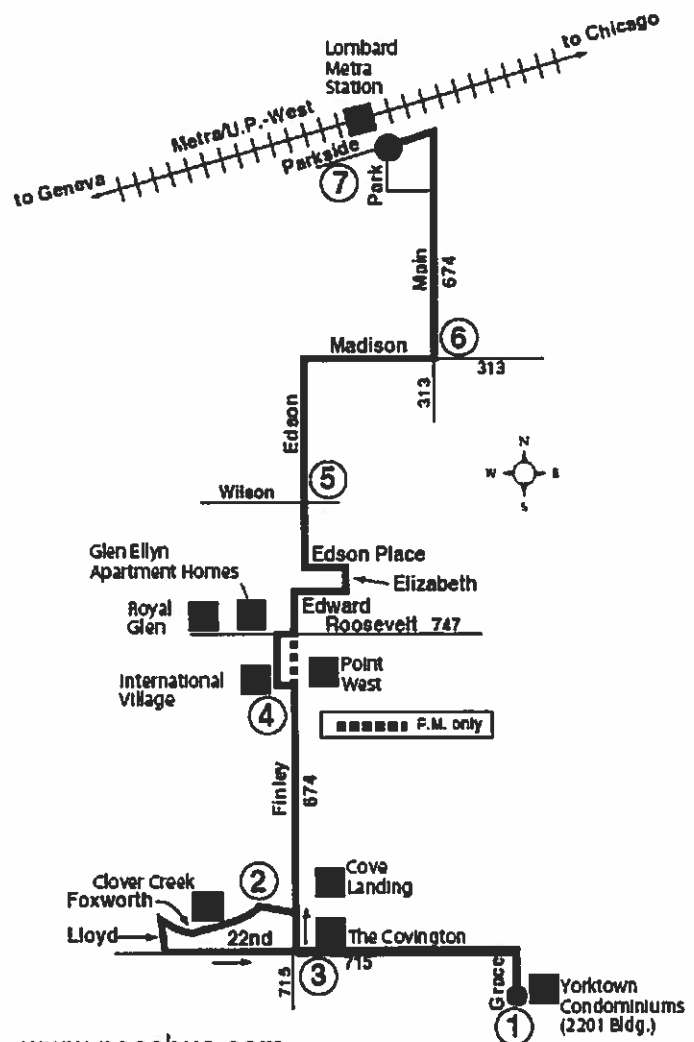 to Chicago
Lombard
Metra
Station
Metra/U.P.-West
to Geneva
Parkside
7
Park
Main
674
6
Madison
313
313
Edson
N
W
E
S
5
Wilson
Edson Place
Elizabeth
Glen Ellyn
Apartment Homes
Edward
Royal
Glen
Roosevelt 747
International
Village
Point
West
4
P.M. only
Finley
674
Clover Creek
Foxworth
2
Cove
Landing
Lloyd
22nd
The Covington
715
3
715
Grace
Yorktown
Condominiums
(2201 Bldg.)
1